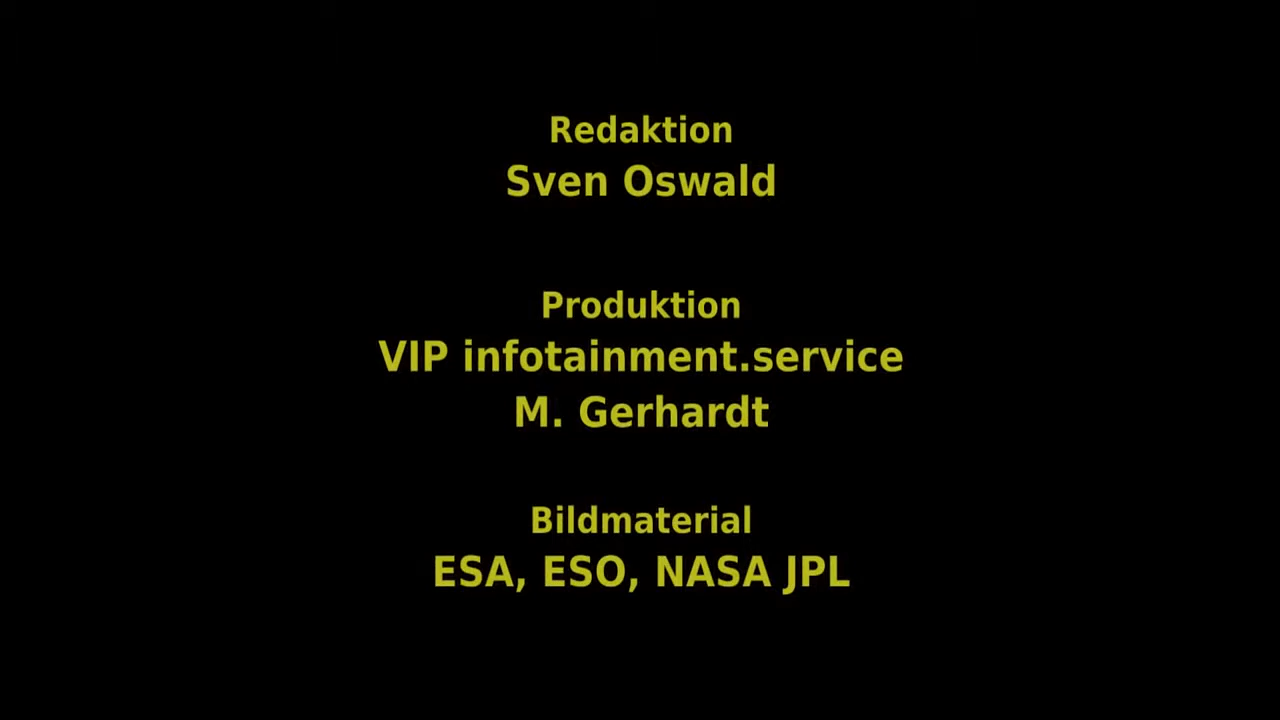 Redaktion
Sven Oswald
Produktion
VIP infotainment.service
M. Gerhardt
Bildmaterial
ESA, ESO, NASA JPL